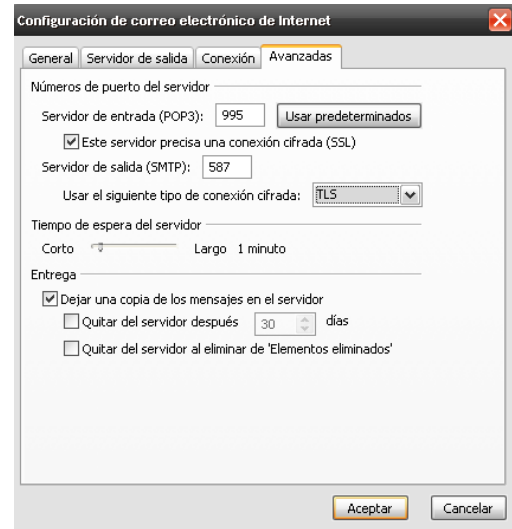 Configuración de correo electrónico de Internet
General Servidor de salida Conexión Avanzadas
Números de puerto del servidor
Servidor de entrada (POP3): 995 Usar predeterminados
Este servidor precisa una conexión cifrada (SSL)
Servidor de salida (SMTP): 587
Usar el siguiente tipo de conexión cifrada: TLS
Tiempo de espera del servidor
Corto Largo 1 minuto
Entrega
Dejar una copia de los mensajes en el servidor
Quitar del servidor después 30 días
Quitar del servidor al eliminar de 'Elementos eliminados'
Aceptar Cancelar